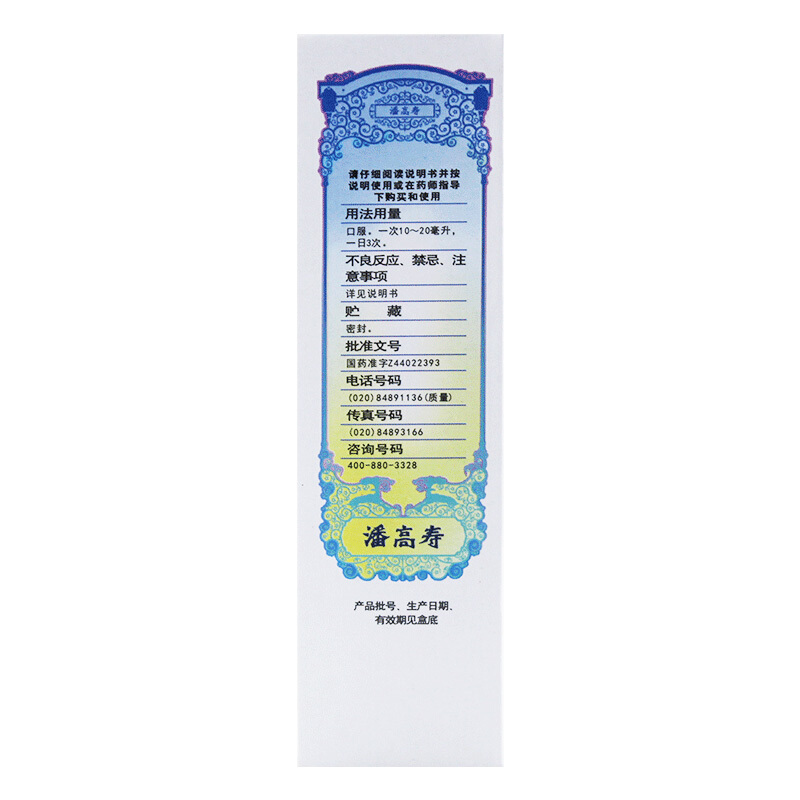 潘高寿
请仔细阅读说明书并按
说明使用或在药师指导
下购买和使用
用法用量
口服。一次10～20毫升，
一日3次。
不良反应、禁忌、注
意事项
详见说明书
贮 藏
密封。
批准文号
国药准字Z44022393
电话号码
(020)84891136(质量)
传真号码
(020)84893166
咨询号码
400-880-3328
潘高寿
产品批号、生产日期、
有效期见盒底